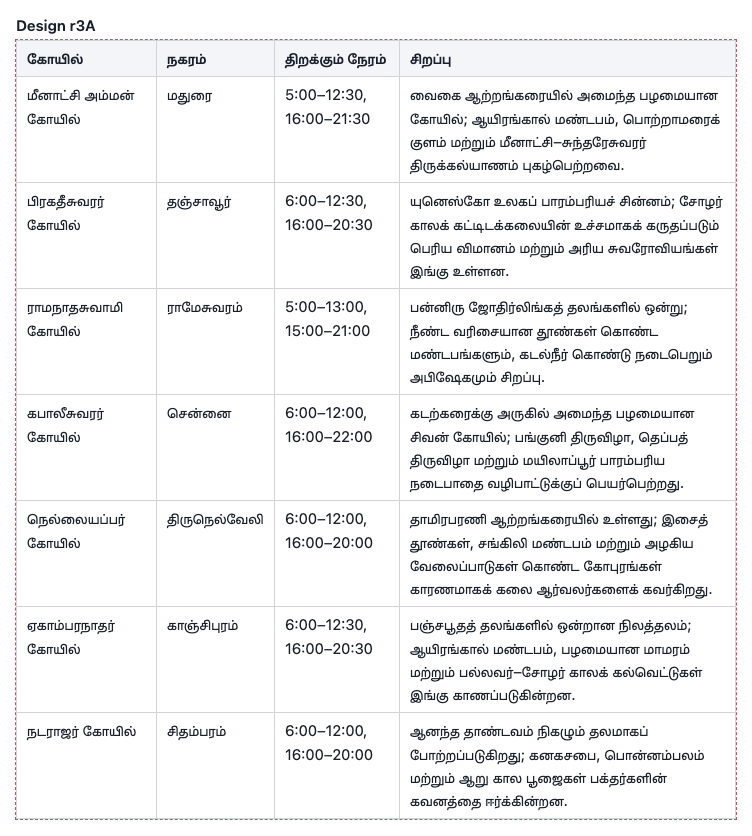 Design r3A
கோயில் நகரம் திறக்கும் நேரம் சிறப்பு
மீனாட்சி அம்மன் மதுரை 5:00–12:30, வைகை ஆற்றங்கரையில் அமைந்த பழமையான
கோயில் 16:00–21:30 கோயில்; ஆயிரங்கால் மண்டபம், பொற்றாமரைக்
குளம் மற்றும் மீனாட்சி–சுந்தரேசுவரர்
திருக்கல்யாணம் புகழ்பெற்றவை.
பிரகதீசுவரர் தஞ்சாவூர் 6:00–12:30, யுனெஸ்கோ உலகப் பாரம்பரியச் சின்னம்; சோழர்
கோயில் 16:00–20:30 காலக் கட்டிடக்கலையின் உச்சமாகக் கருதப்படும்
பெரிய விமானம் மற்றும் அரிய சுவரோவியங்கள்
இங்கு உள்ளன.
ராமநாதசுவாமி ராமேசுவரம் 5:00–13:00, பன்னிரு ஜோதிர்லிங்கத் தலங்களில் ஒன்று;
கோயில் 15:00–21:00 நீண்ட வரிசையான தூண்கள் கொண்ட
மண்டபங்களும், கடல்நீர் கொண்டு நடைபெறும்
அபிஷேகமும் சிறப்பு.
கபாலீசுவரர் சென்னை 6:00–12:00, கடற்கரைக்கு அருகில் அமைந்த பழமையான
கோயில் 16:00–22:00 சிவன் கோயில்; பங்குனி திருவிழா, தெப்பத்
திருவிழா மற்றும் மயிலாப்பூர் பாரம்பரிய
நடைபாதை வழிபாட்டுக்குப் பெயர்பெற்றது.
நெல்லையப்பர் திருநெல்வேலி 6:00–12:00, தாமிரபரணி ஆற்றங்கரையில் உள்ளது; இசைத்
கோயில் 16:00–20:00 தூண்கள், சங்கிலி மண்டபம் மற்றும் அழகிய
வேலைப்பாடுகள் கொண்ட கோபுரங்கள்
காரணமாகக் கலை ஆர்வலர்களைக் கவர்கிறது.
ஏகாம்பரநாதர் காஞ்சிபுரம் 6:00–12:30, பஞ்சபூதத் தலங்களில் ஒன்றான நிலத்தலம்;
கோயில் 16:00–20:30 ஆயிரங்கால் மண்டபம், பழமையான மாமரம்
மற்றும் பல்லவர்–சோழர் காலக் கல்வெட்டுகள்
இங்கு காணப்படுகின்றன.
நடராஜர் கோயில் சிதம்பரம் 6:00–12:00, ஆனந்த தாண்டவம் நிகழும் தலமாகப்
16:00–20:00 போற்றப்படுகிறது; கனகசபை, பொன்னம்பலம்
மற்றும் ஆறு கால பூஜைகள் பக்தர்களின்
கவனத்தை ஈர்க்கின்றன.